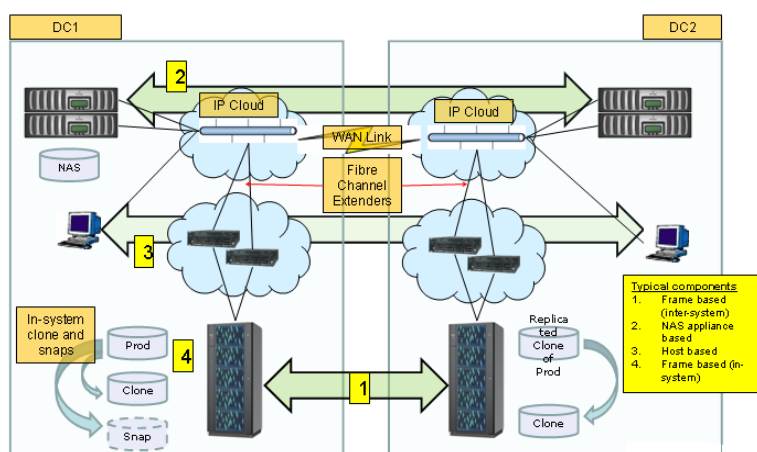 DC1
DC2
2
IP Cloud
IP Cloud
WAN Link
NAS
Fibre
Channel
Extenders
3
In-system
clone and
snaps
Prod
4
Clone
Snap
1
Replica
ted
Clone
of
Prod
Clone
Typical components
1. Frame based
(inter-system)
2. NAS appliance
based
3. Host based
4. Frame based (in-
system)